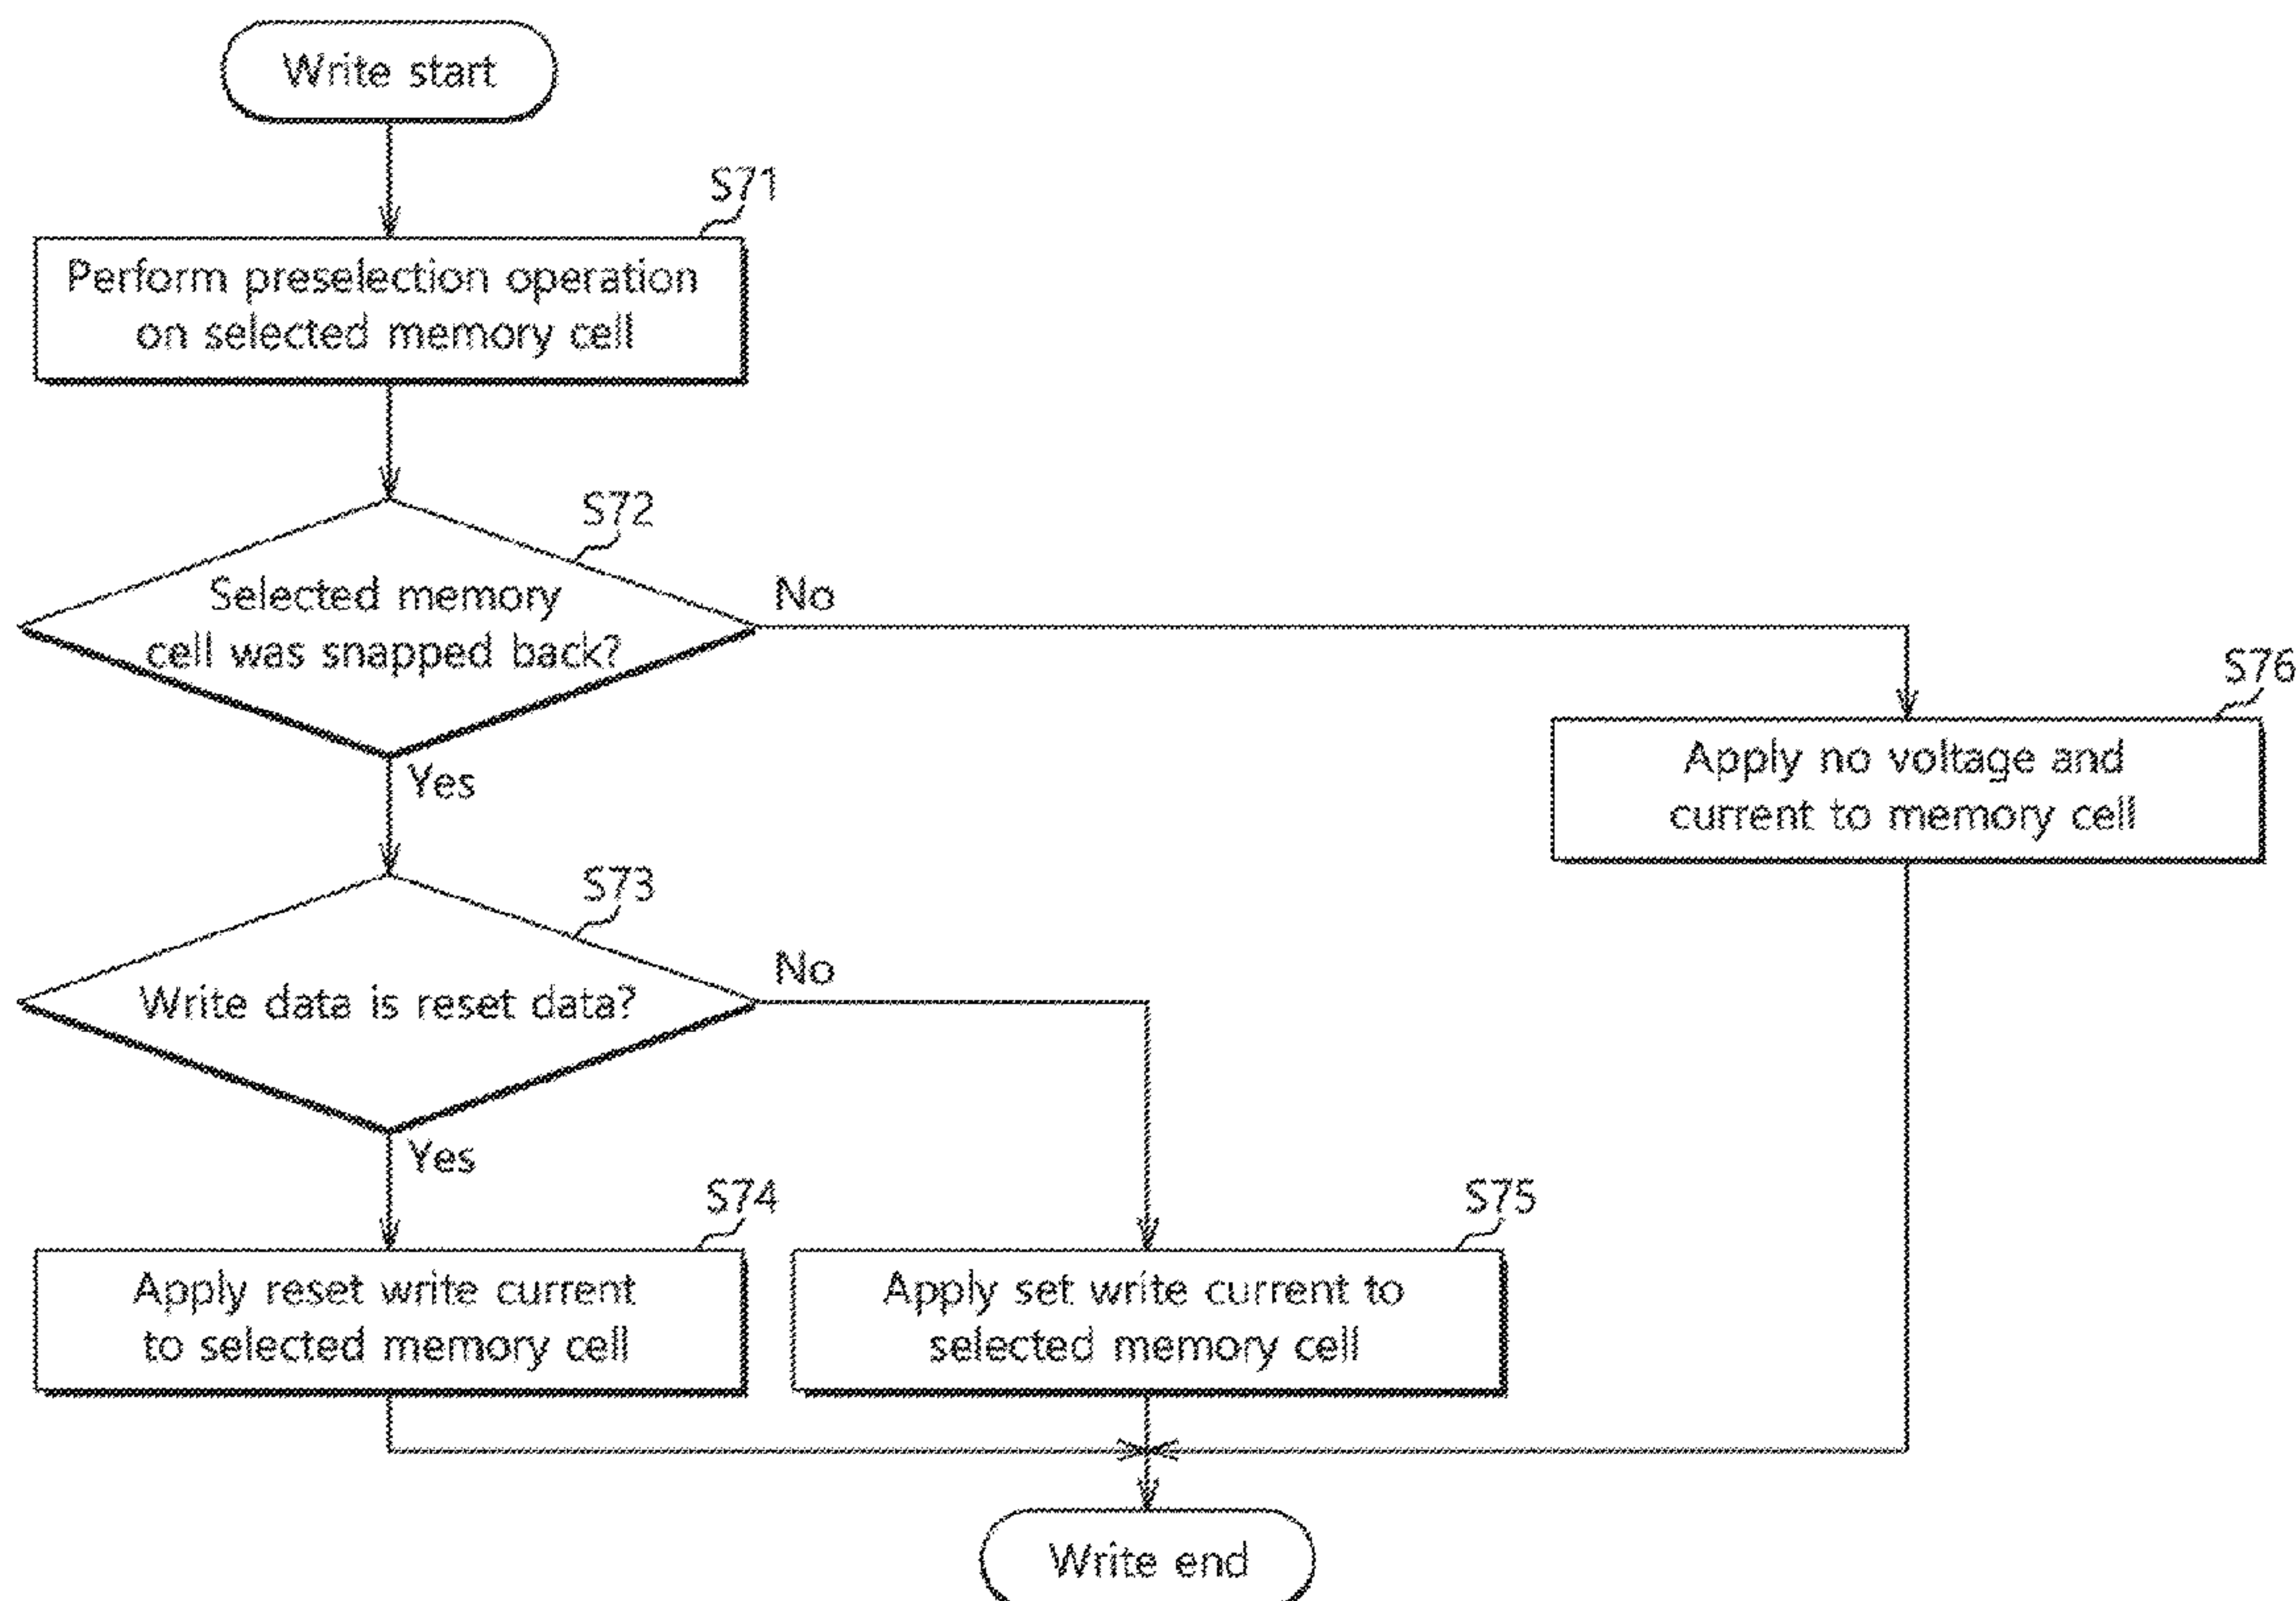 Write start
S71
Perform preselection operation
on selected memory cell
S72
Selected memory
cell was snapped back?
No
Yes
S76
Apply no voltage and
current to memory cell
S73
Write data is reset data?
No
Yes
S74
Apply reset write current
to selected memory cell
S75
Apply set write current to
selected memory cell
Write end